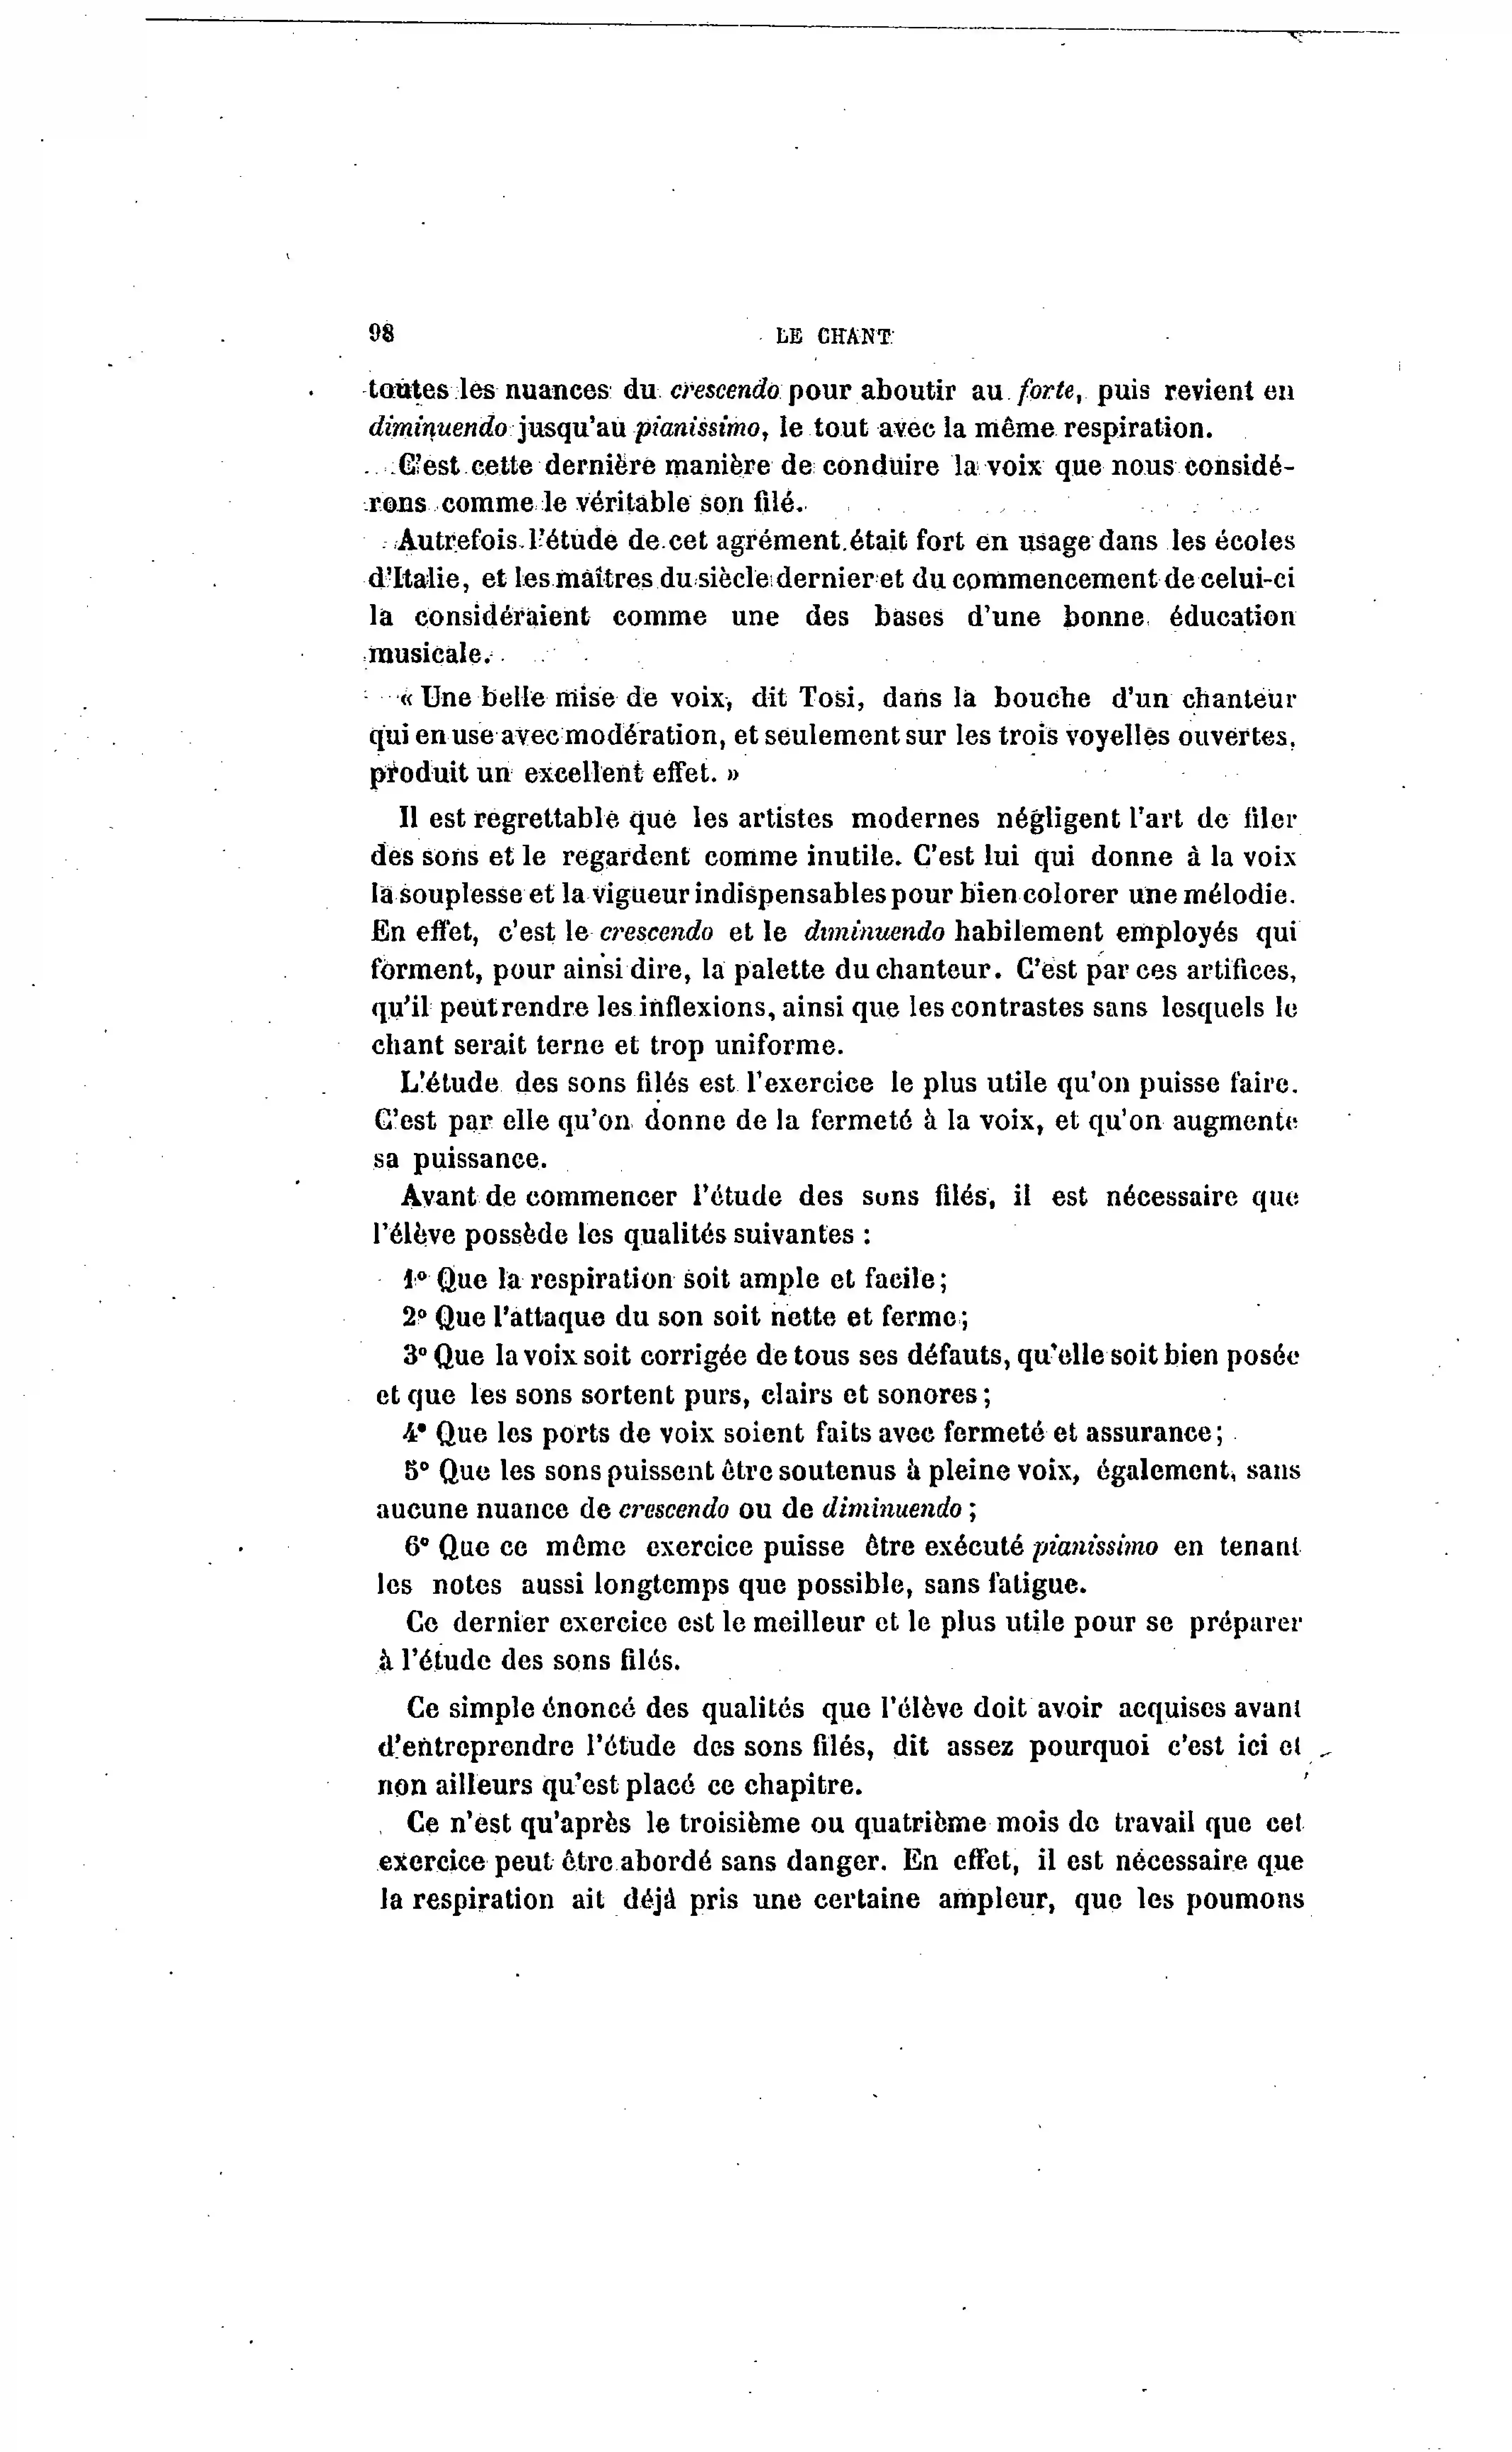 98 LE CHANT
toutes les nuances du crescendo pour aboutir au forte, puis revient en
diminuendo jusqu'au pianissimo, le tout avec la même respiration.
C'est cette dernière manière de conduire la voix que nous considé-
rons comme le véritable son filé.
Autrefois l'étude de cet agrément était fort en usage dans les écoles
d'Italie, et les maîtres du siècle dernier et du commencement de celui-ci
la considéraient comme une des bases d'une bonne éducation
musicale.
« Une belle mise de voix, dit Tosi, dans la bouche d'un chanteur
qui en use avec modération, et seulement sur les trois voyelles ouvertes,
produit un excellent effet. »
Il est regrettable que les artistes modernes négligent l'art de filer
des sons et le regardent comme inutile. C'est lui qui donne à la voix
la souplesse et la vigueur indispensables pour bien colorer une mélodie.
En effet, c'est le crescendo et le diminuendo habilement employés qui
forment, pour ainsi dire, la palette du chanteur. C'est par ces artifices,
qu'il peut rendre les inflexions, ainsi que les contrastes sans lesquels le
chant serait terne et trop uniforme.
L'étude des sons filés est l'exercice le plus utile qu'on puisse faire.
C'est par elle qu'on donne de la fermeté à la voix, et qu'on augmente
sa puissance.
Avant de commencer l'étude des sons filés, il est nécessaire que
l'élève possède les qualités suivantes :
1° Que la respiration soit ample et facile;
2° Que l'attaque du son soit nette et ferme;
3° Que la voix soit corrigée de tous ses défauts, qu'elle soit bien posée
et que les sons sortent purs, clairs et sonores;
4° Que les ports de voix soient faits avec fermeté et assurance;
5° Que les sons puissent être soutenus à pleine voix, également, sans
aucune nuance de crescendo ou de diminuendo;
6° Que ce même exercice puisse être exécuté pianissimo en tenant
les notes aussi longtemps que possible, sans fatigue.
Ce dernier exercice est le meilleur et le plus utile pour se préparer
à l'étude des sons filés.
Ce simple énoncé des qualités que l'élève doit avoir acquises avant
d'entreprendre l'étude des sons filés, dit assez pourquoi c'est ici et
non ailleurs qu'est placé ce chapitre.
Ce n'est qu'après le troisième ou quatrième mois de travail que cet
exercice peut être abordé sans danger. En effet, il est nécessaire que
la respiration ait déjà pris une certaine ampleur, que les poumons